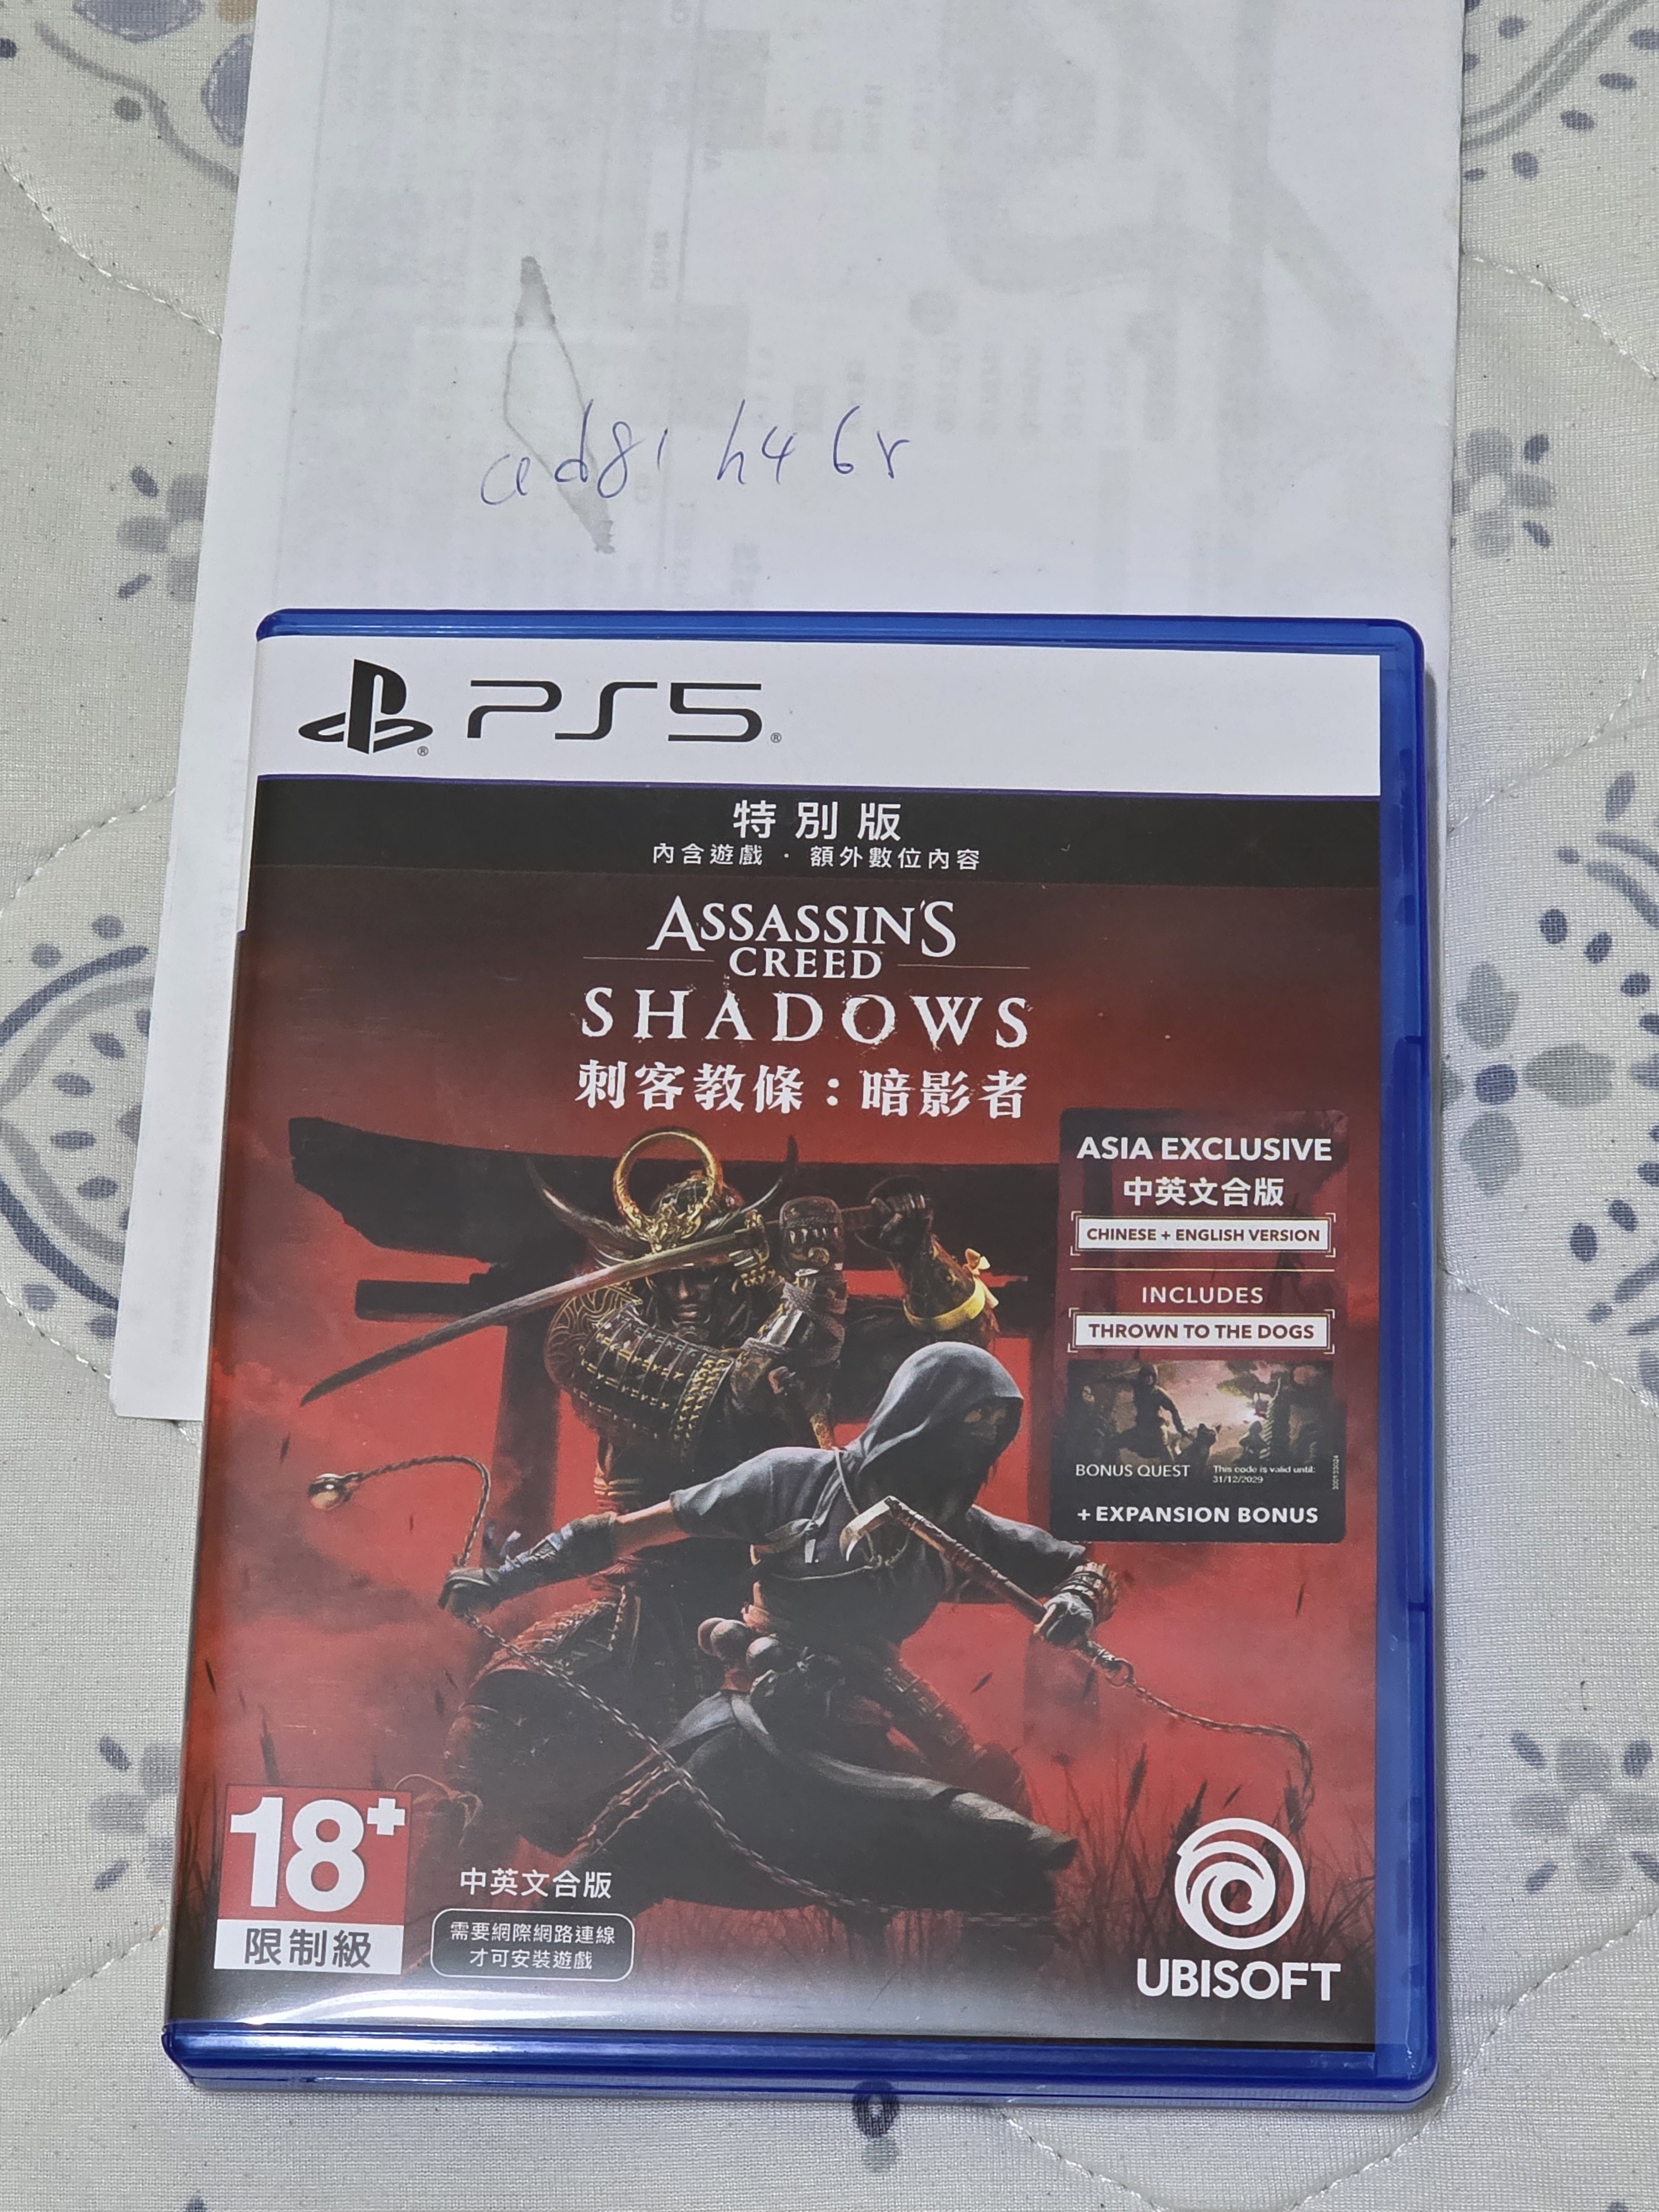 ad81 h46r
PS5
特別版
內含遊戲 · 額外數位內容
ASSASSIN'S
CREED
SHADOWS
刺客教條：暗影者
ASIA EXCLUSIVE
中英文合版
CHINESE + ENGLISH VERSION
INCLUDES
THROWN TO THE DOGS
BONUS QUEST
This code is valid until:
31/12/2029
+ EXPANSION BONUS
18+
限制級
中英文合版
需要網際網路連線
才可安裝遊戲
UBISOFT